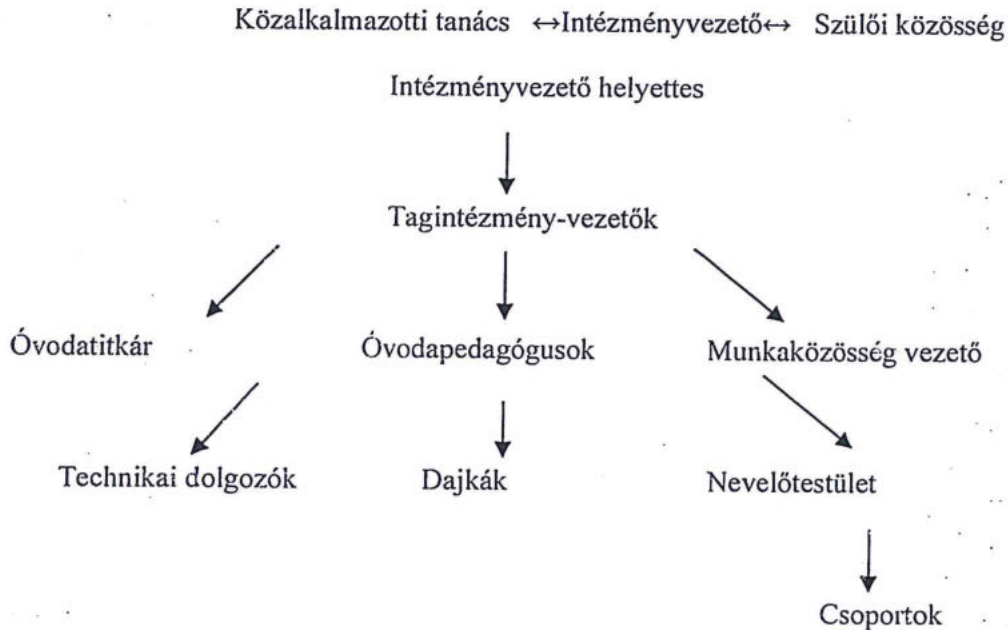 Közalkalmazotti tanács ↔Intézményvezető↔ Szülői közösség
Intézményvezető helyettes
Tagintézmény-vezetők
Óvodatitkár Óvodapedagógusok Munkaközösség vezető
Technikai dolgozók Dajkák Nevelőtestület
Csoportok